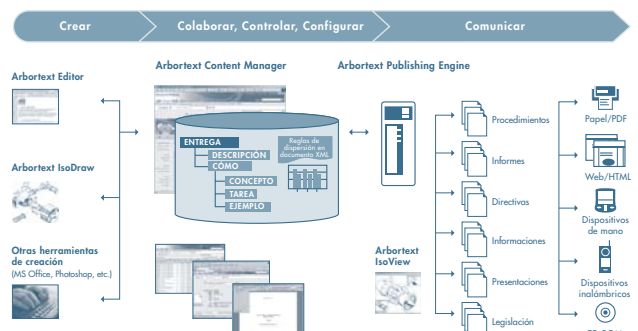 Crear
Colaborar, Controlar, Configurar
Comunicar
Arbortext Editor
Arbortext Content Manager
Arbortext Publishing Engine
ENTREGA
DESCRIPCIÓN
CÓMO
CONCEPTO
TAREA
EJEMPLO
Reglas de
dispersión en
documento XML
Arbortext IsoDraw
Otras herramientas
de creación
(MS Office, Photoshop, etc.)
Arbortext
IsoView
Procedimientos
Informes
Directivas
Informaciones
Presentaciones
Legislación
Papel/PDF
Web/HTML
Dispositivos
de mano
Dispositivos
inalámbricos